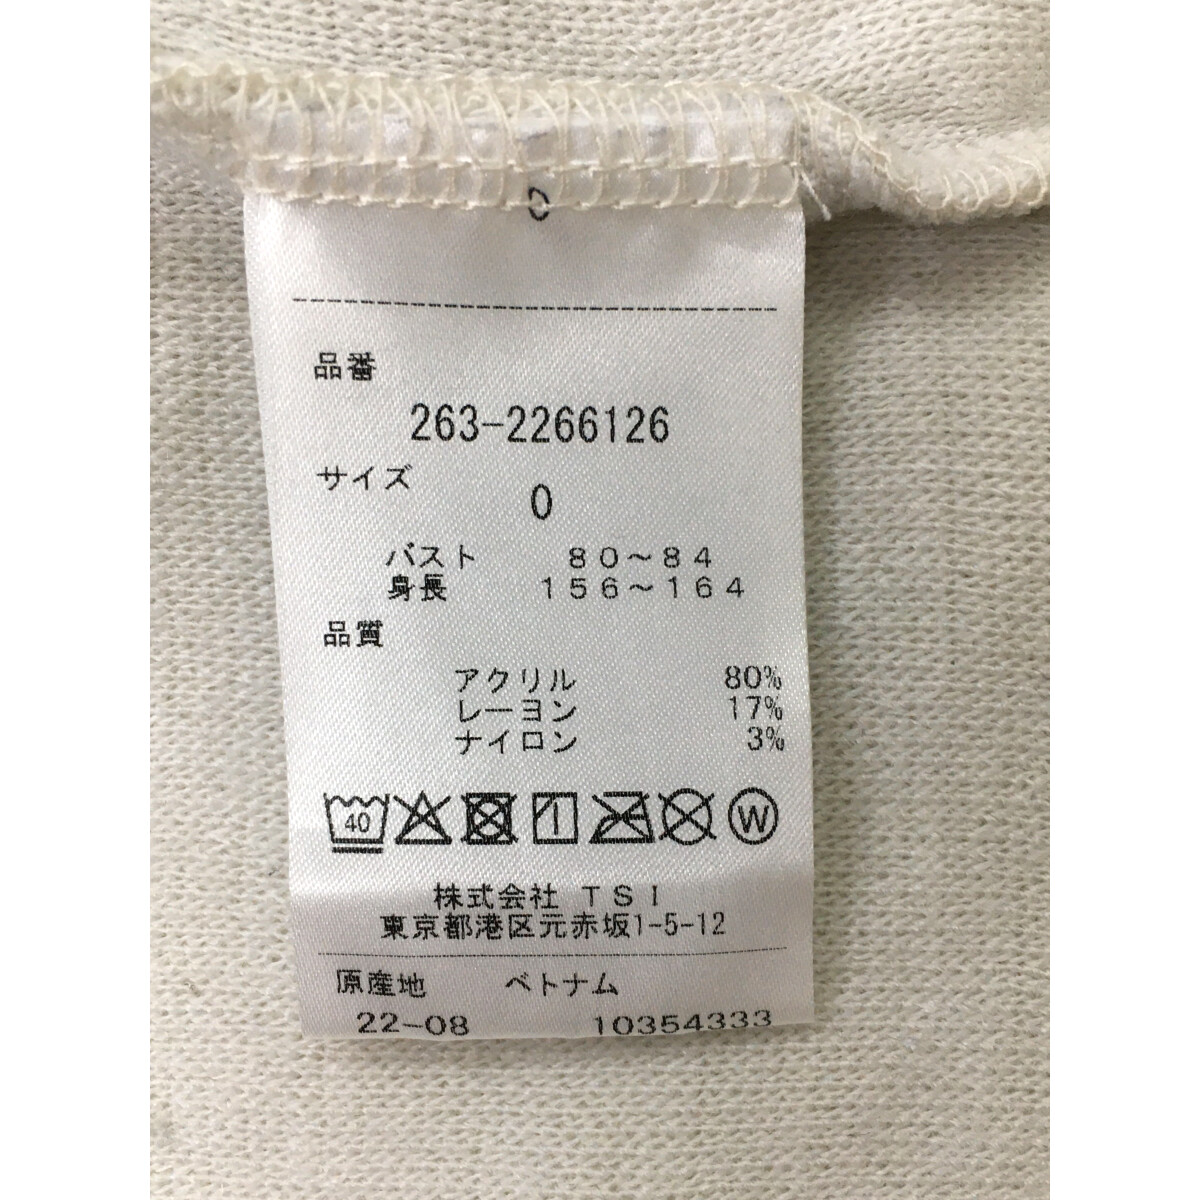 0
品番
263-2266126
サイズ
0
バスト 80~84
身長 156~164
品質
アクリル 80%
レーヨン 17%
ナイロン 3%
40 W
株式会社 TSI
東京都港区元赤坂1-5-12
原産地 ベトナム
22-08 10354333